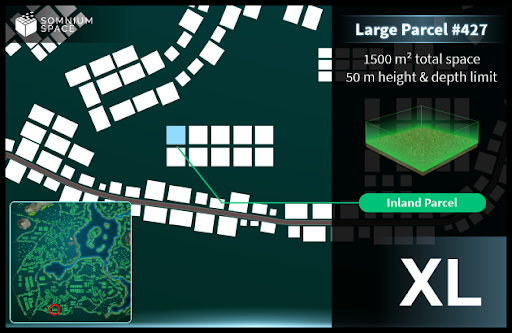 SOMNIUM
SPACE
Large Parcel #427
1500 m² total space
50 m height & depth limit
Inland Parcel
XL